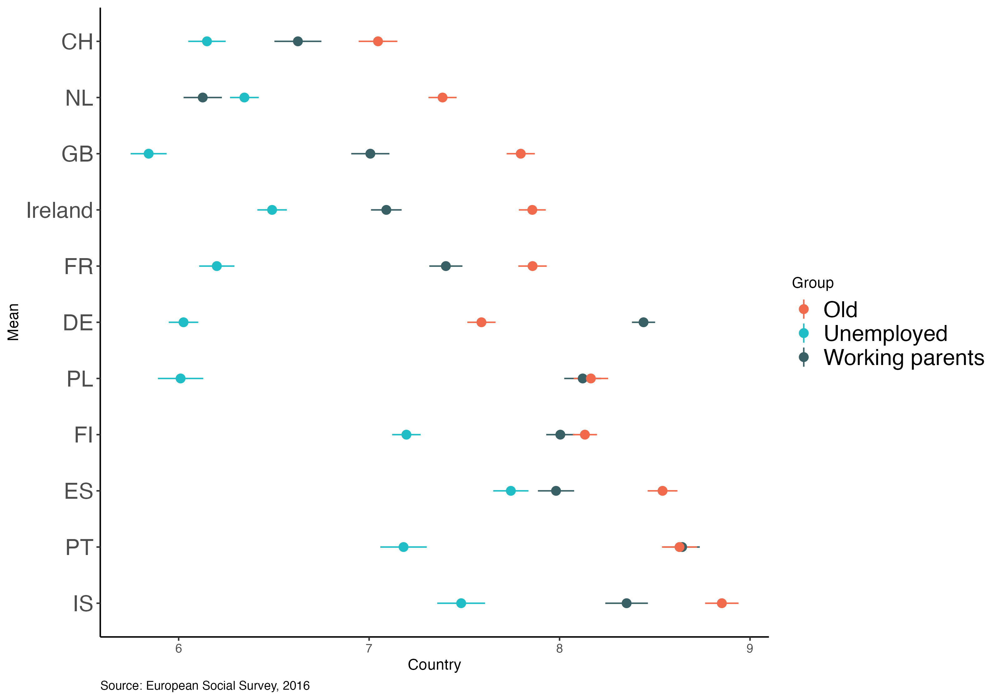 CH
NL
GB
Ireland
FR
DE
PL
FI
ES
PT
IS
Mean
6 7 8 9
Country
Source: European Social Survey, 2016
Group
Old
Unemployed
Working parents